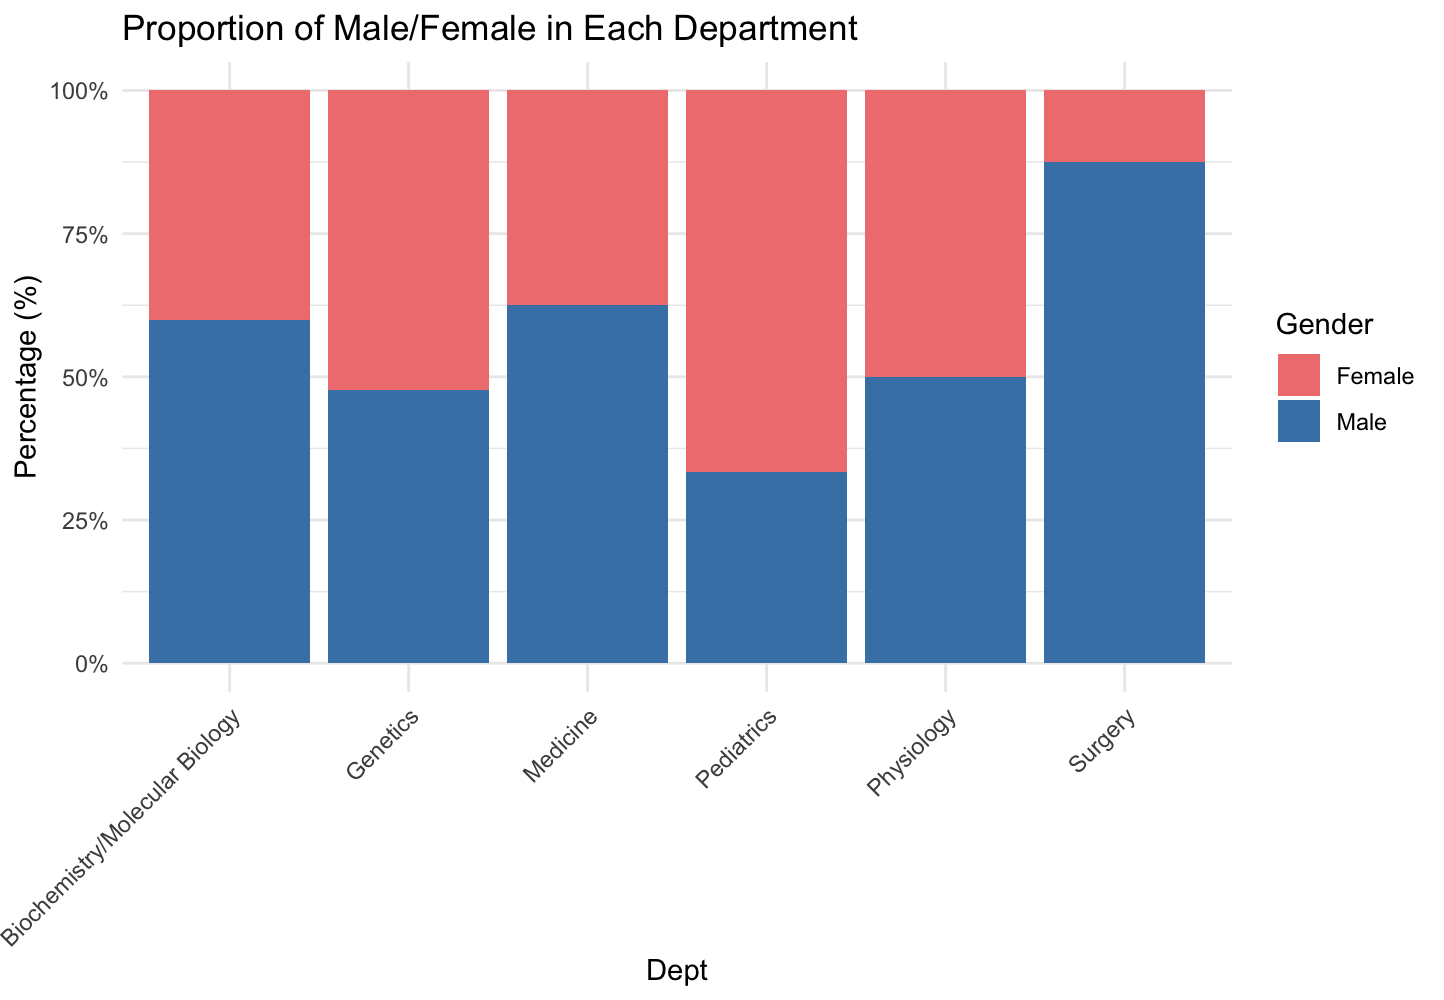 Proportion of Male/Female in Each Department
Percentage (%)
100%
75%
50%
25%
0%
Biochemistry/Molecular Biology
Genetics
Medicine
Pediatrics
Physiology
Surgery
Dept
Gender
Female
Male